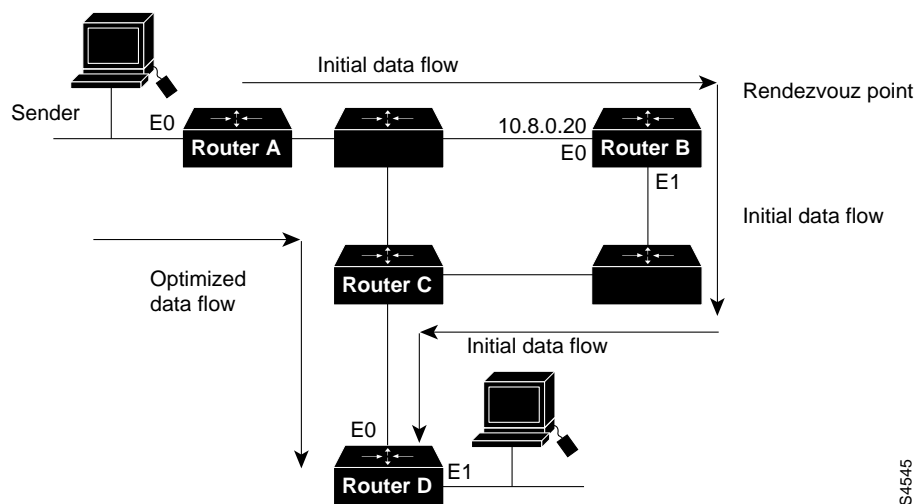 Initial data flow
Rendezvouz point
Sender
E0
10.8.0.20
Router A
E0
Router B
E1
Initial data flow
Optimized
data flow
Router C
Initial data flow
E0
E1
Router D
S4545